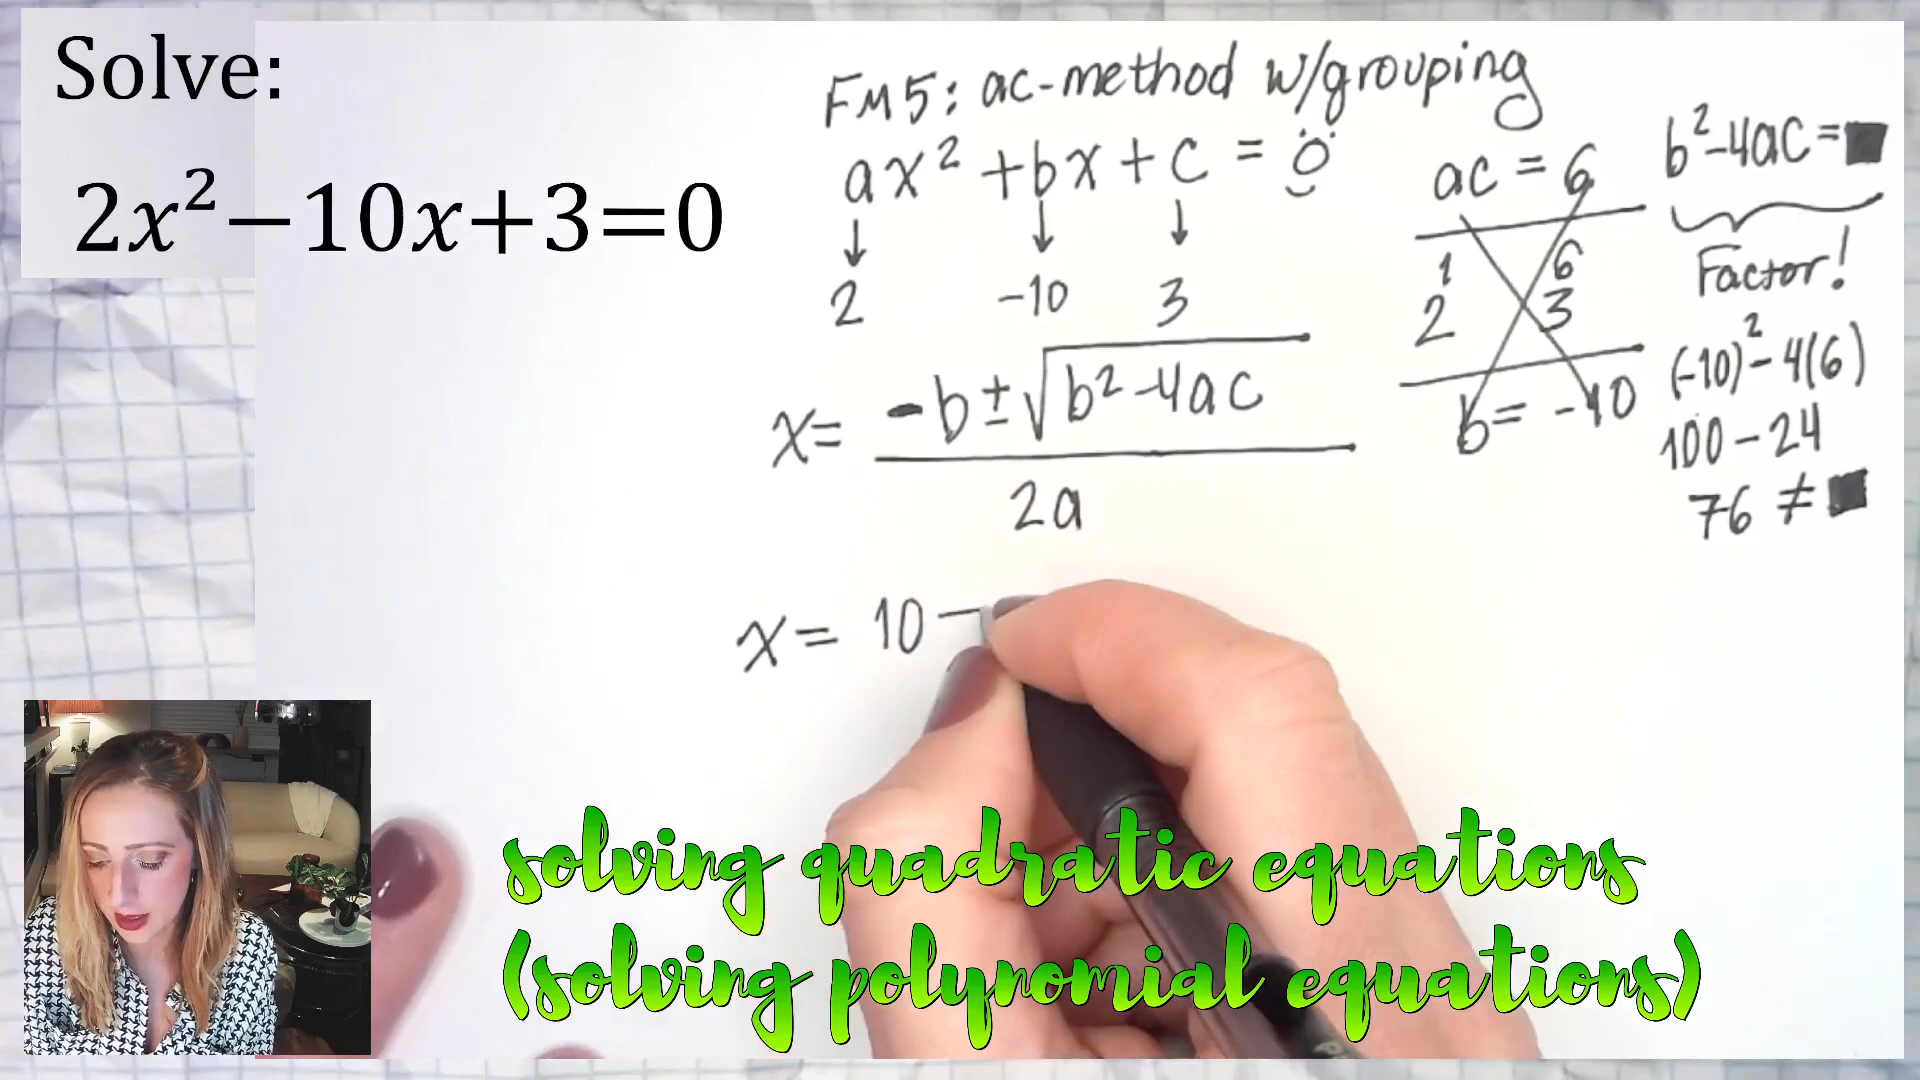 Solve:
2x²−10x+3=0
FM5: ac-method w/grouping
ax² + bx + c = 0
↓ ↓ ↓
2 -10 3
x = -b ± √b² - 4ac
2a
x = 10 -
ac = 6
1 6
2 3
b = -10
b² - 4ac = ■
Factor!
(-10)² - 4(6)
100 - 24
76 ≠ ■
solving quadratic equations
(solving polynomial equations)